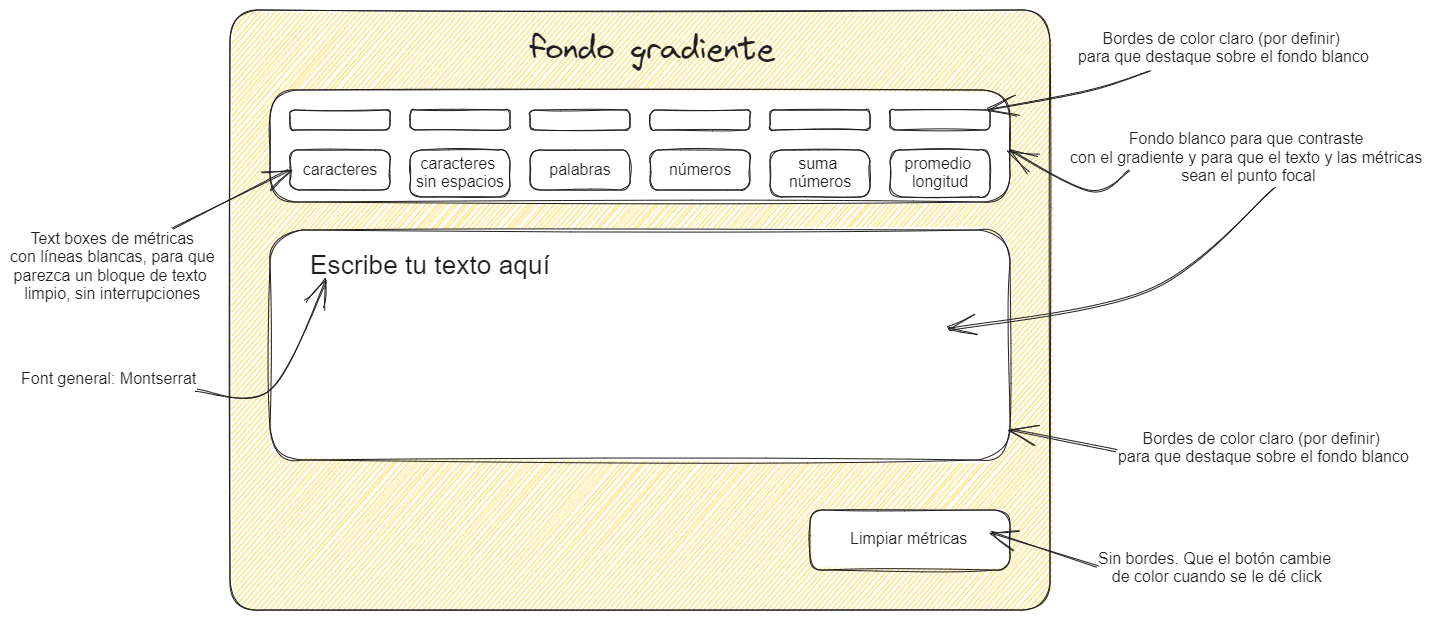 fondo gradiente
Bordes de color claro (por definir)
para que destaque sobre el fondo blanco
Fondo blanco para que contraste
con el gradiente y para que el texto y las métricas
sean el punto focal
caracteres
caracteres
sin espacios
palabras
números
suma
números
promedio
longitud
Text boxes de métricas
con líneas blancas, para que
parezca un bloque de texto
limpio, sin interrupciones
Escribe tu texto aquí
Font general: Montserrat
Bordes de color claro (por definir)
para que destaque sobre el fondo blanco
Limpiar métricas
Sin bordes. Que el botón cambie
de color cuando se le dé click